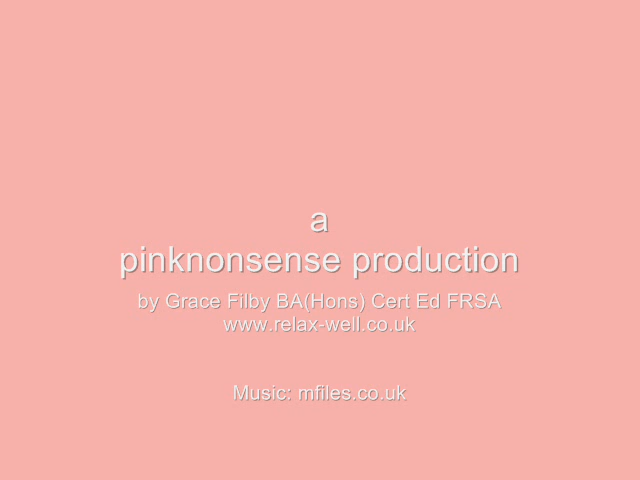 a
pinknonsense production
by Grace Filby BA(Hons) Cert Ed FRSA
www.relax-well.co.uk
Music: mfiles.co.uk